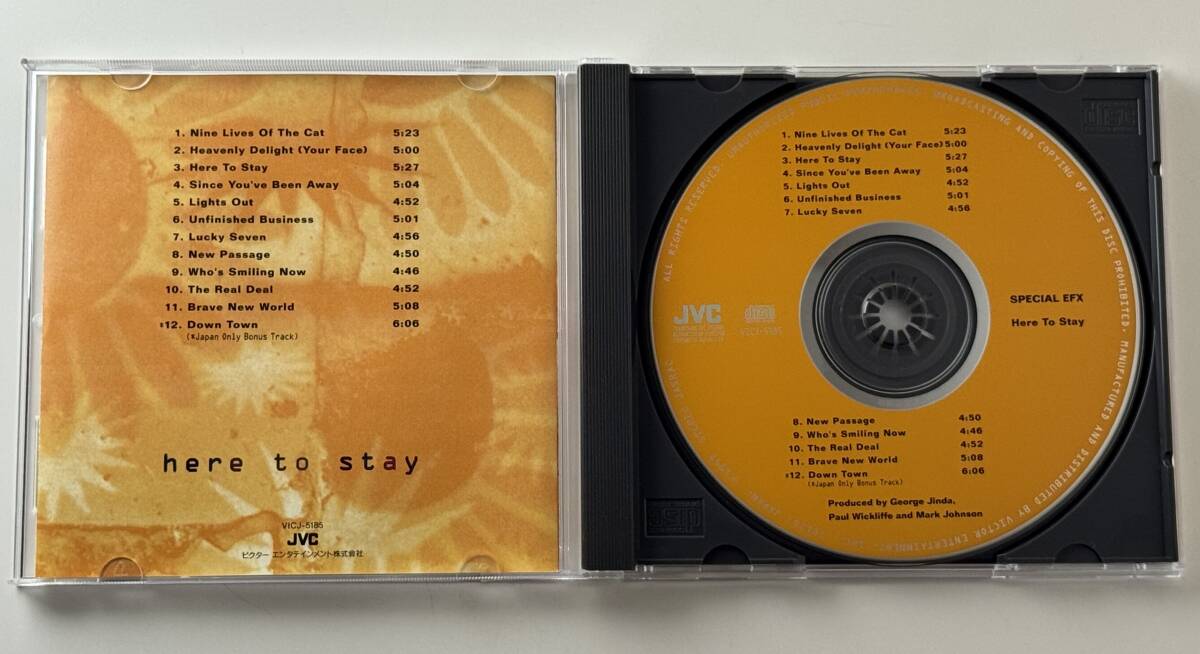 1. Nine Lives Of The Cat 5:23
2. Heavenly Delight (Your Face) 5:00
3. Here To Stay 5:27
4. Since You've Been Away 5:04
5. Lights Out 4:52
6. Unfinished Business 5:01
7. Lucky Seven 4:56
8. New Passage 4:50
9. Who's Smiling Now 4:46
10. The Real Deal 4:52
11. Brave New World 5:08
*12. Down Town 6:06
(*Japan Only Bonus Track)
here to stay
VICJ-5185
JVC
ビクター エンタテインメント株式会社
1. Nine Lives Of The Cat 5:23
2. Heavenly Delight (Your Face) 5:00
3. Here To Stay 5:27
4. Since You've Been Away 5:04
5. Lights Out 4:52
6. Unfinished Business 5:01
7. Lucky Seven 4:56
JVC
VICJ-5185
SPECIAL EFX
Here To Stay
8. New Passage 4:50
9. Who's Smiling Now 4:46
10. The Real Deal 4:52
11. Brave New World 5:08
*12. Down Town 6:06
(*Japan Only Bonus Track)
Produced by George Jinda,
Paul Wickliffe and Mark Johnson
ALL RIGHTS RESERVED. UNAUTHORIZED PUBLIC PERFORMANCE, BROADCASTING AND COPYING OF THIS DISC PROHIBITED. MANUFACTURED AND DISTRIBUTED BY VICTOR ENTERTAINMENT, INC.
disc